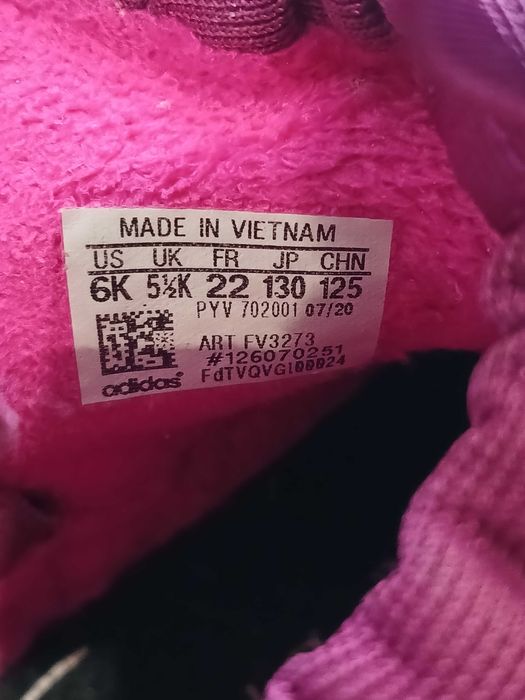 MADE IN VIETNAM
US UK FR JP CHN
6K 5½K 22 130 125
PYV 702001 07/20
ART FV3273
#126070251
FdTVQVGl00024
adidas